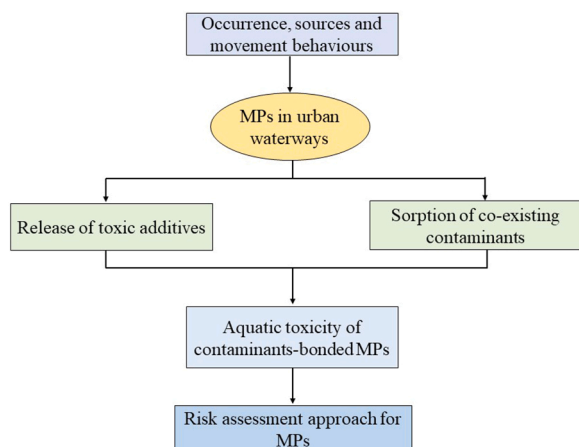 Occurrence, sources and
movement behaviours
MPs in urban
waterways
Release of toxic additives
Sorption of co-existing
contaminants
Aquatic toxicity of
contaminants-bonded MPs
Risk assessment approach for
MPs